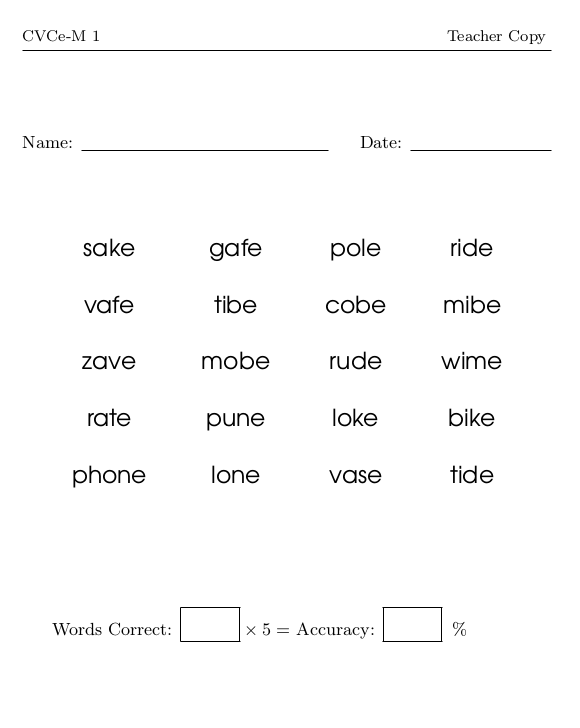 CVCe-M 1 Teacher Copy
Name: Date:
sake gafe pole ride
vafe tibe cobe mibe
zave mobe rude wime
rate pune loke bike
phone lone vase tide
Words Correct: × 5 = Accuracy: %